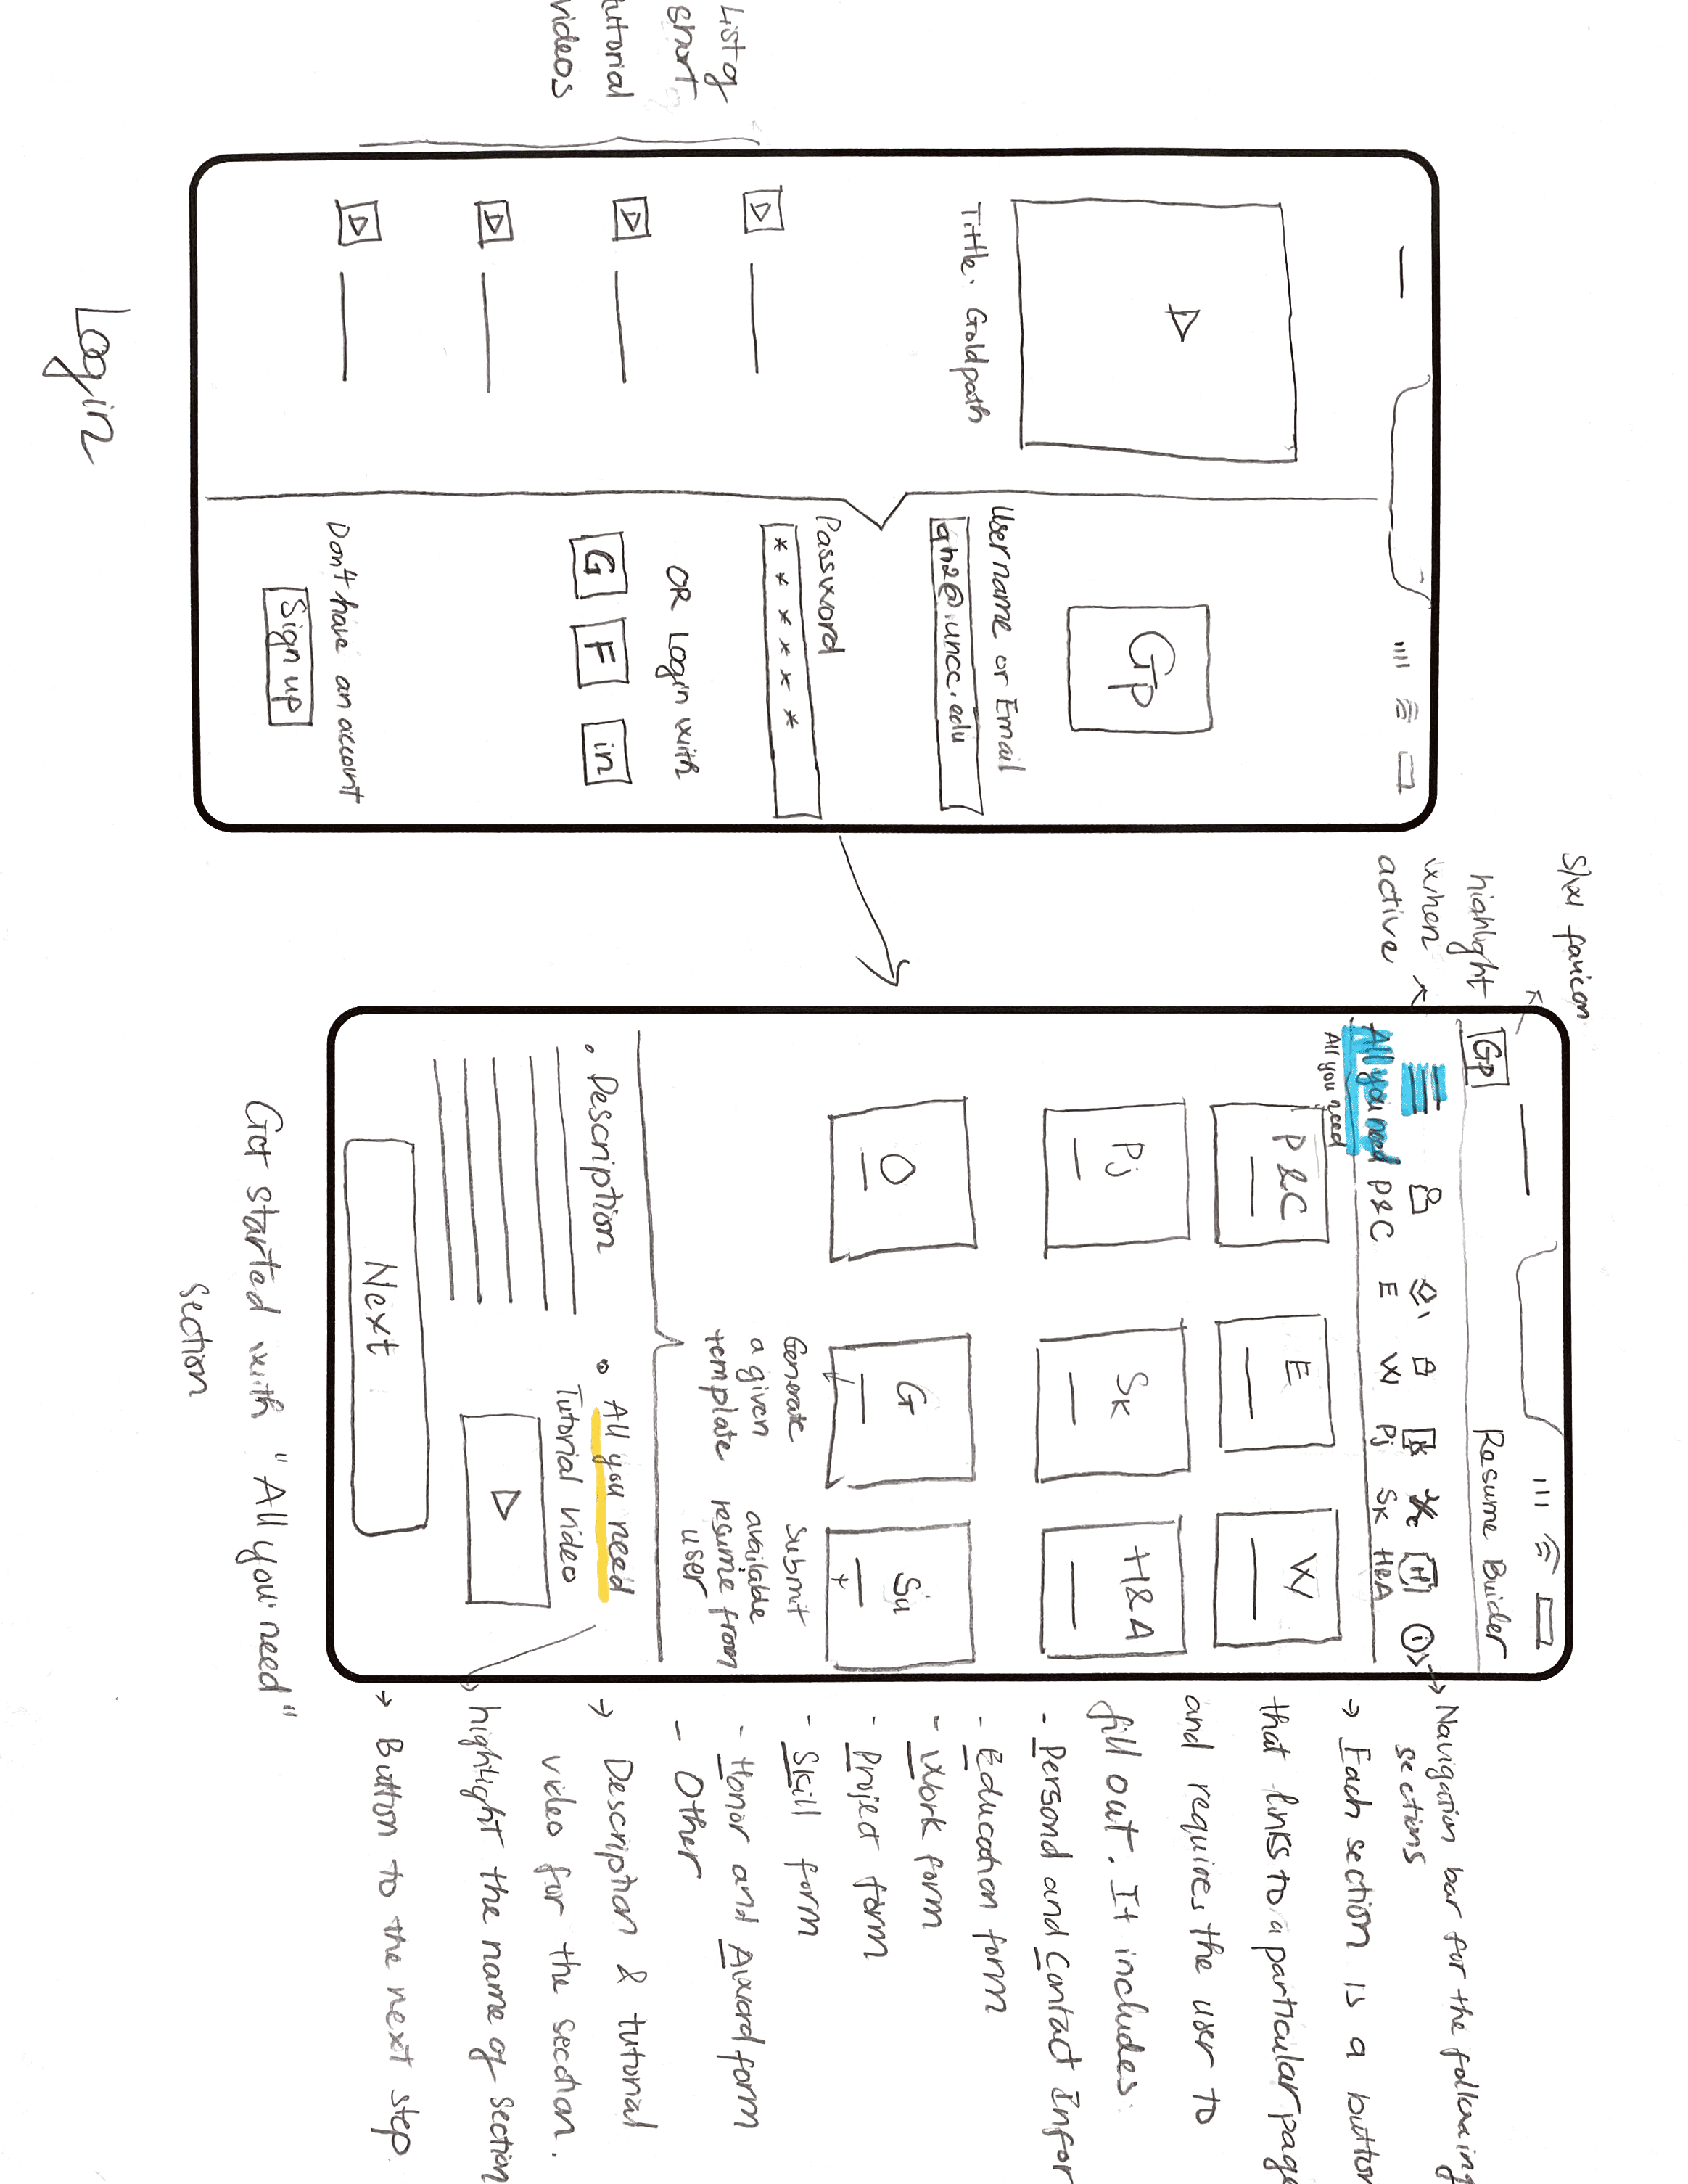 List of
short
tutorial
videos
Tittle: Goldpath
Gp
Username or Email
an2@uncc.edu
Password
* * * * * *
OR Login with
G F in
Don't have an account
Sign up
Login
favicon
highlight
when
active
Gp
Resume Buider
All you need P&C E W Pj Sk H&A
All you need
P&C E W
Pj Sk H&A
O G Su
Generate
a given
template
Submit
available
resume from
user
• Description
• All you need
Tutorial video
Next
Get started with "All you need"
section
→ Navigation bar for the following
sections
→ Each section is a button
that links to a particular page
and requires the user to
fill out. It includes:
- Personal and Contact Infor
- Education form
- Work form
- Project form
- Skill form
- Honor and Award form
- Other
→ Description & tutorial
video for the section.
→ highlight the name of section
→ Button to the next step